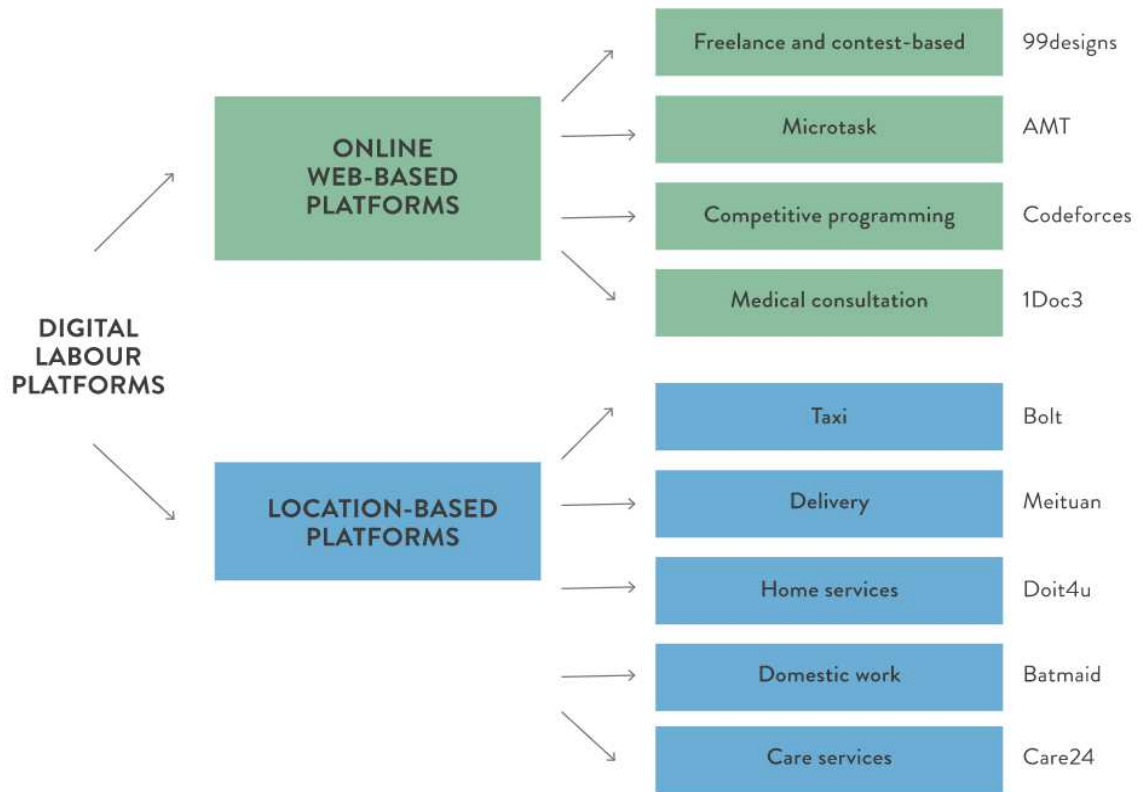 Freelance and contest-based 99designs
ONLINE
WEB-BASED
PLATFORMS
Microtask AMT
Competitive programming Codeforces
Medical consultation 1Doc3
DIGITAL
LABOUR
PLATFORMS
Taxi Bolt
LOCATION-BASED
PLATFORMS
Delivery Meituan
Home services Doit4u
Domestic work Batmaid
Care services Care24